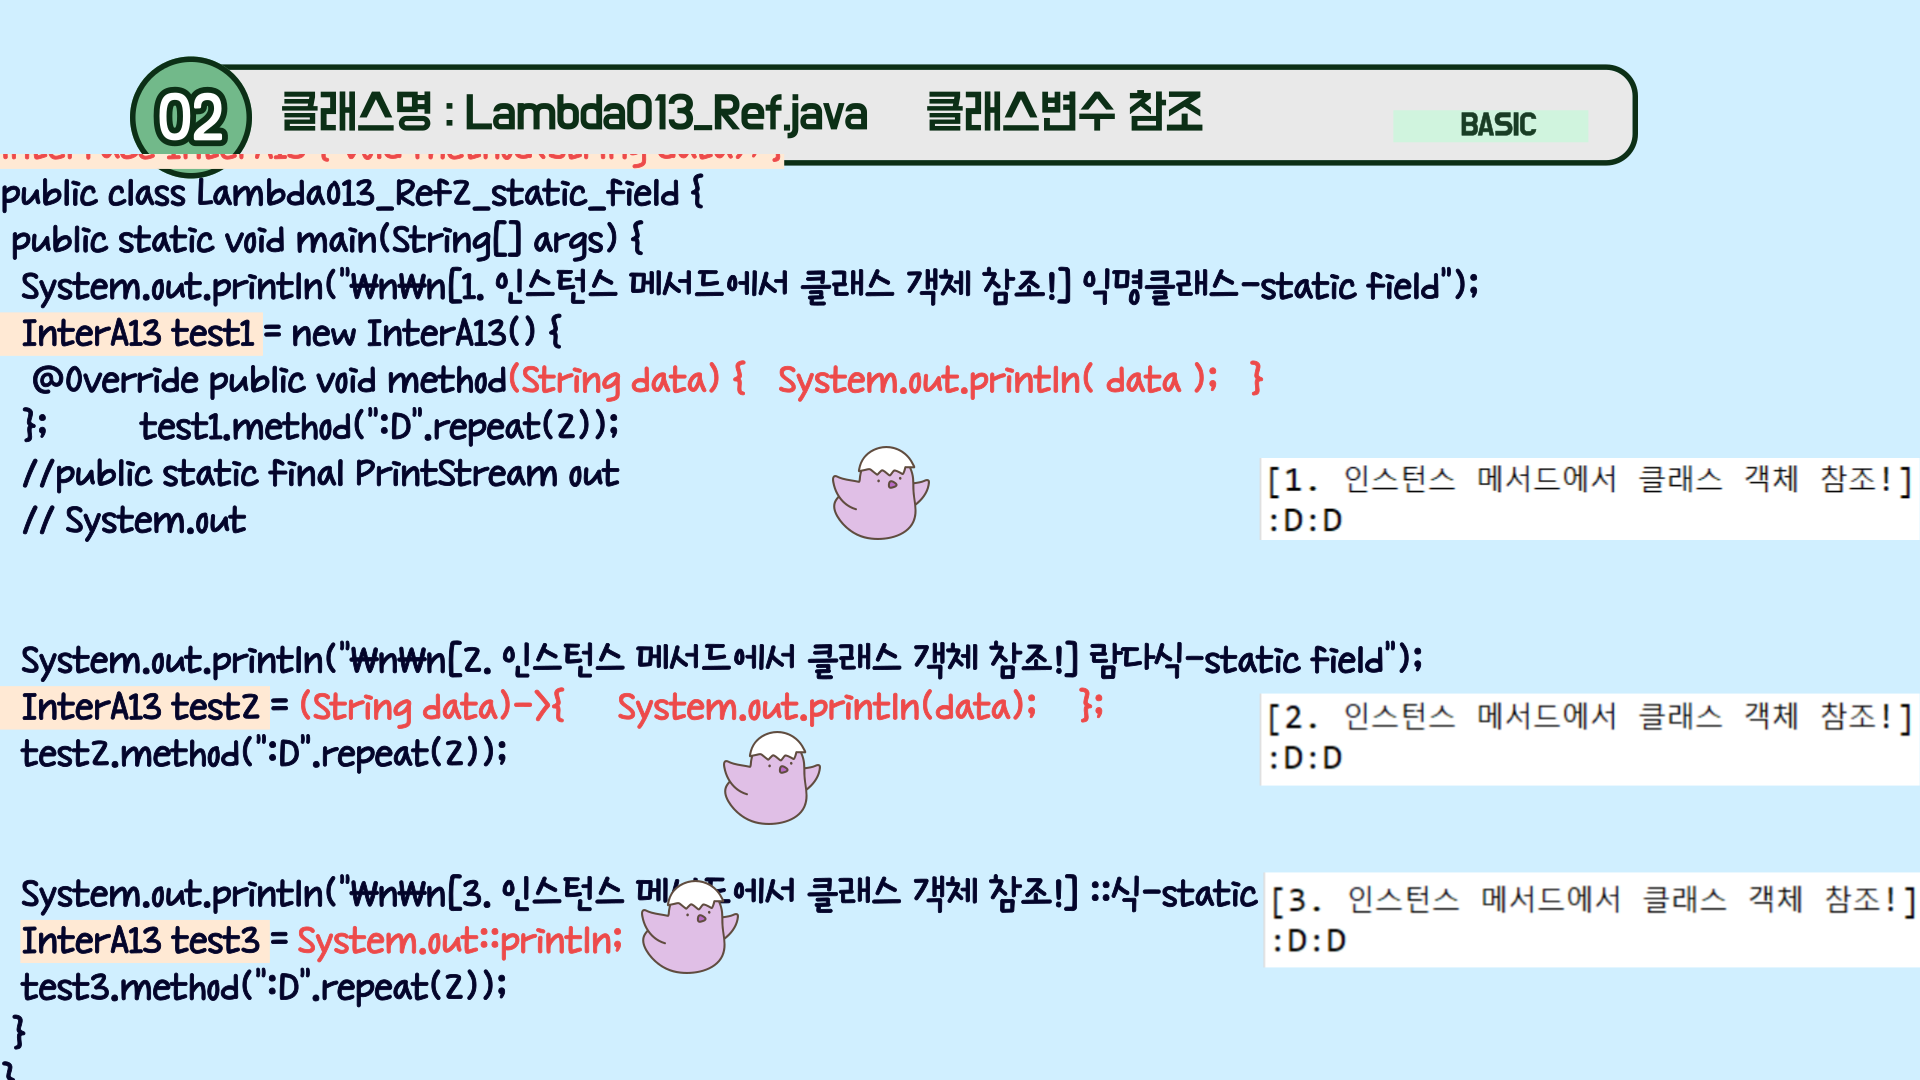 02
클래스명 : Lambda013_Ref.java 클래스변수 참조
BASIC
public class Lambda013_Ref2_static_field {
public static void main(String[] args) {
System.out.println("₩n₩n[1. 인스턴스 메서드에서 클래스 객체 참조!] 익명클래스-static field");
InterA13 test1 = new InterA13() {
@Override public void method(String data) { System.out.println( data ); }
}; test1.method(":D".repeat(2));
//public static final PrintStream out
// System.out
[1. 인스턴스 메서드에서 클래스 객체 참조!]
:D:D
System.out.println("₩n₩n[2. 인스턴스 메서드에서 클래스 객체 참조!] 람다식-static field");
InterA13 test2 = (String data)->{ System.out.println(data); };
test2.method(":D".repeat(2));
[2. 인스턴스 메서드에서 클래스 객체 참조!]
:D:D
System.out.println("₩n₩n[3. 인스턴스 메서드에서 클래스 객체 참조!] ::식-static
InterA13 test3 = System.out::println;
test3.method(":D".repeat(2));
}
}
[3. 인스턴스 메서드에서 클래스 객체 참조!]
:D:D